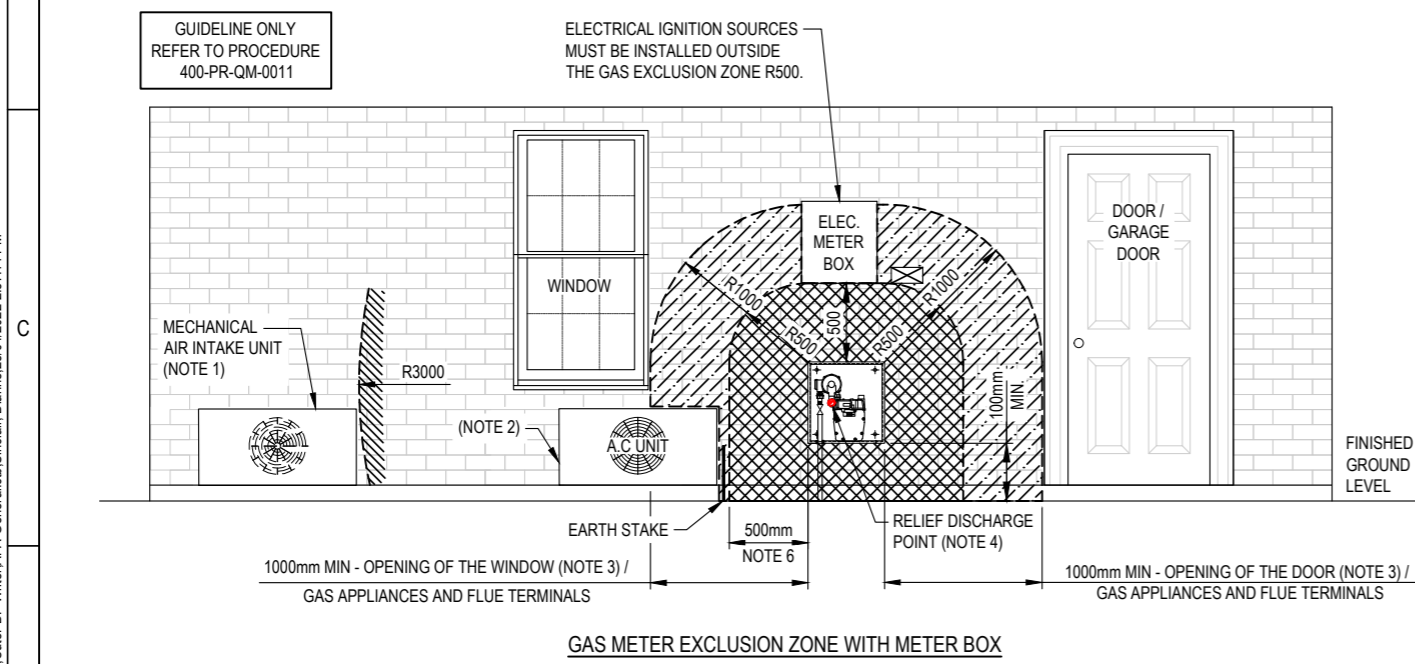 GUIDELINE ONLY
REFER TO PROCEDURE
400-PR-QM-0011
ELECTRICAL IGNITION SOURCES
MUST BE INSTALLED OUTSIDE
THE GAS EXCLUSION ZONE R500.
C
MECHANICAL
AIR INTAKE UNIT
(NOTE 1)
R3000
WINDOW
ELEC.
METER
BOX
DOOR /
GARAGE
DOOR
R1000
R500
500
R500
R1000
100mm
MIN.
(NOTE 2)
A.C UNIT
FINISHED
GROUND
LEVEL
EARTH STAKE
500mm
NOTE 6
RELIEF DISCHARGE
POINT (NOTE 4)
1000mm MIN - OPENING OF THE WINDOW (NOTE 3) /
GAS APPLIANCES AND FLUE TERMINALS
1000mm MIN - OPENING OF THE DOOR (NOTE 3) /
GAS APPLIANCES AND FLUE TERMINALS
GAS METER EXCLUSION ZONE WITH METER BOX